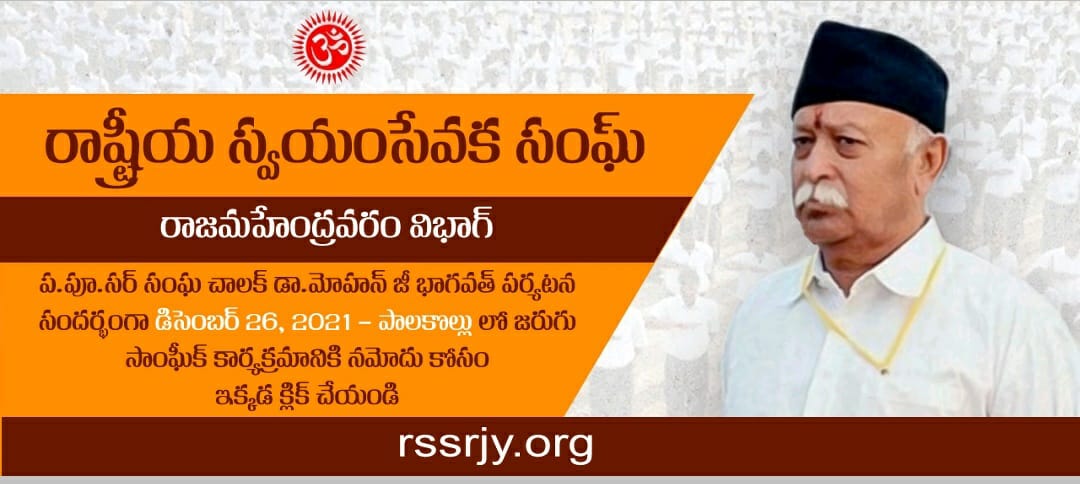 ॐ
రాష్ట్రీయ స్వయంసేవక సంఘ్
రాజమహేంద్రవరం విభాగ్
ప.పూ.సర్ సంఘ చాలక్ డా.మోహన్ జీ భాగవత్ పర్యటన
సందర్భంగా డిసెంబర్ 26, 2021 – పాలకొల్లు లో జరుగు
సాంఘీక్ కార్యక్రమానికి నమోదు కోసం
ఇక్కడ క్లిక్ చేయండి
rssrjy.org